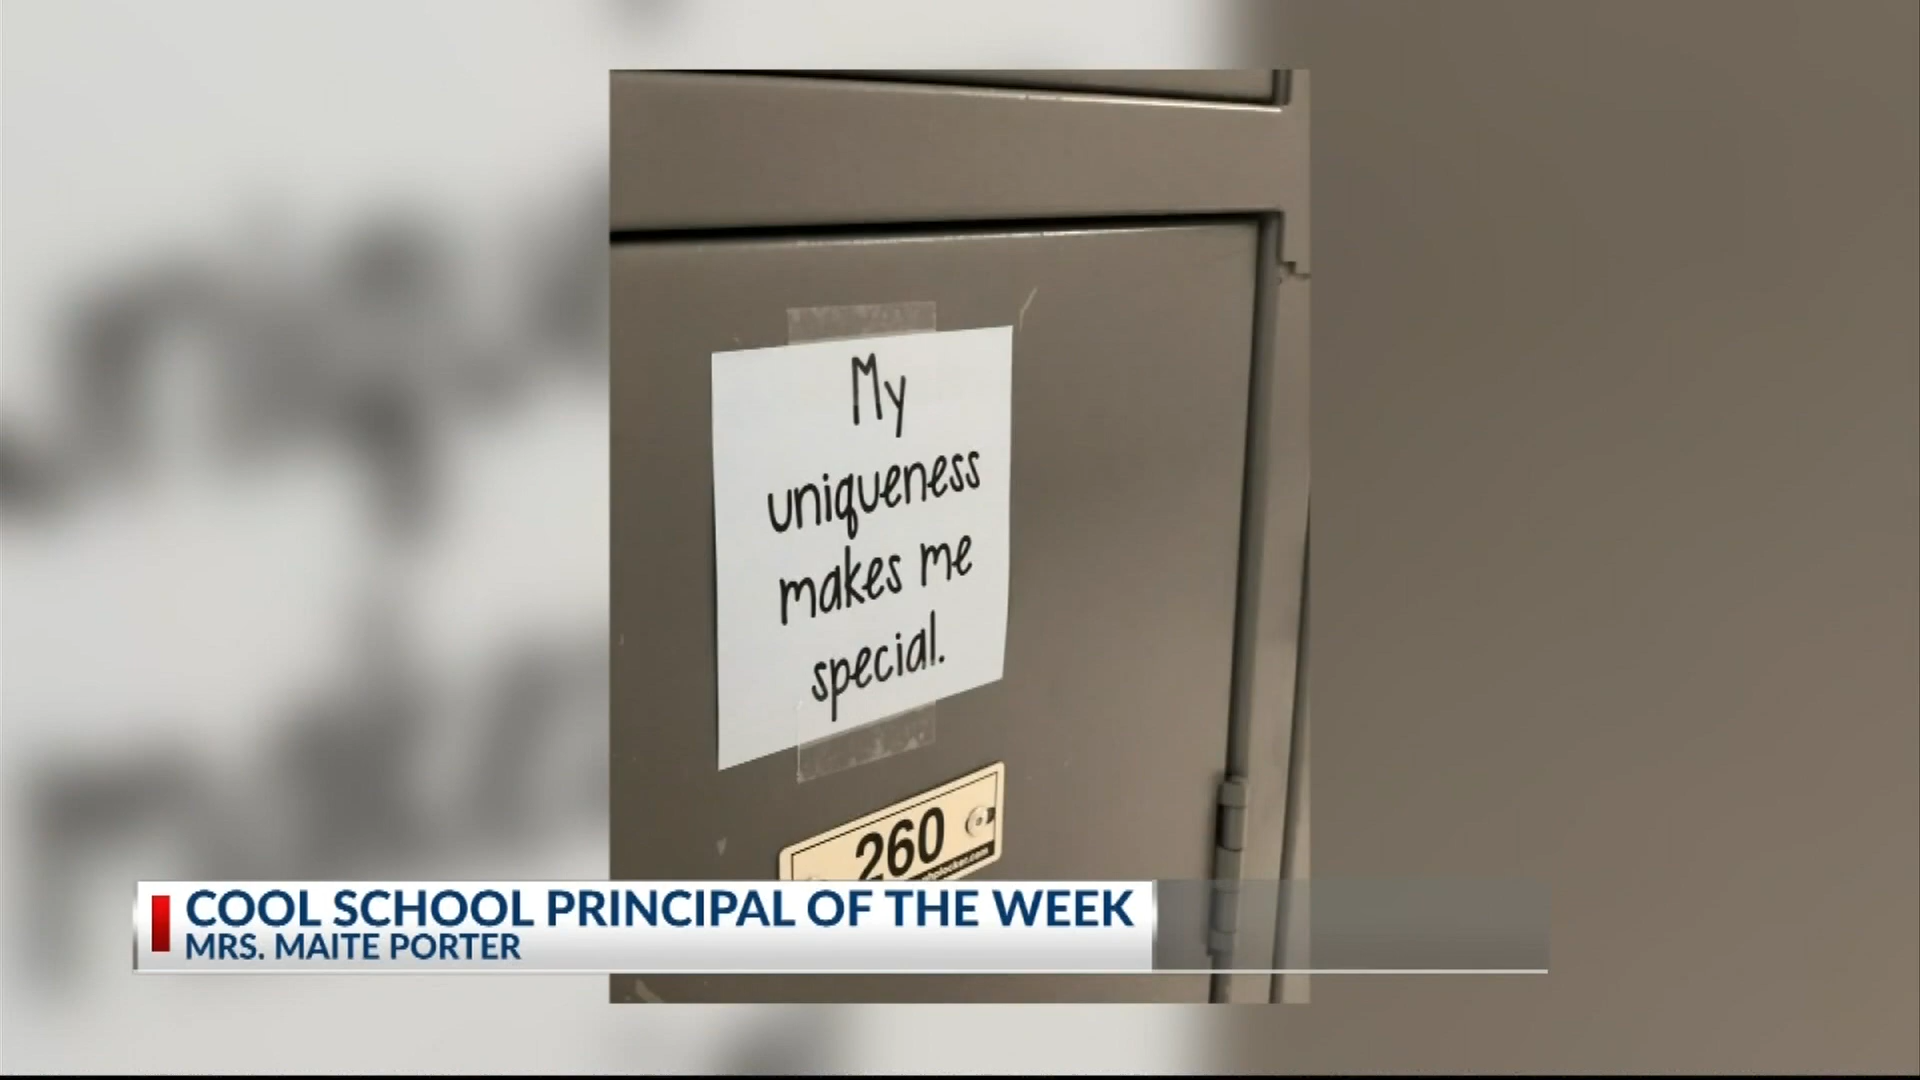 My
uniqueness
makes me
special.
260
COOL SCHOOL PRINCIPAL OF THE WEEK
MRS. MAITE PORTER